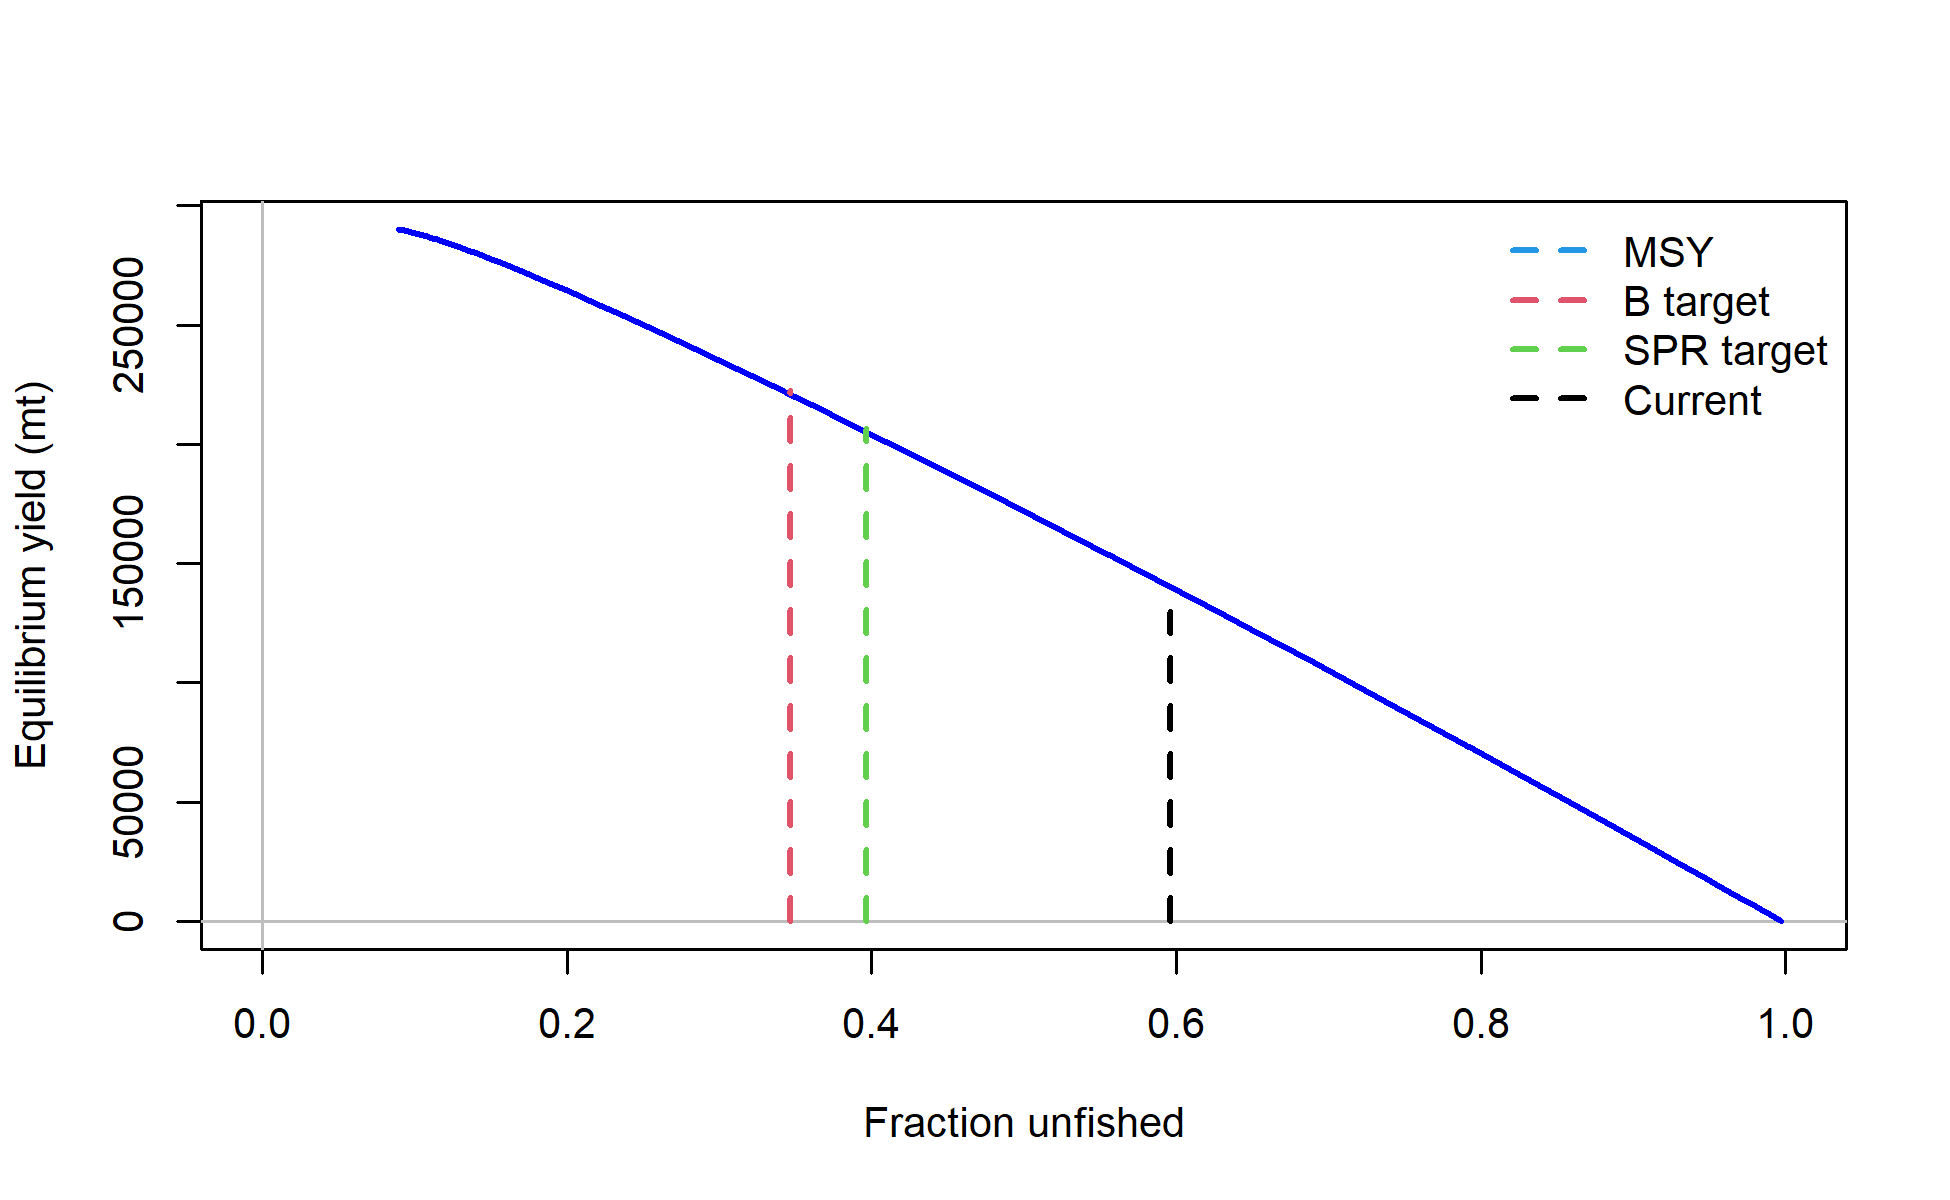 MSY
B target
SPR target
Current
Equilibrium yield (mt)
250000
150000
50000
0
0.0 0.2 0.4 0.6 0.8 1.0
Fraction unfished